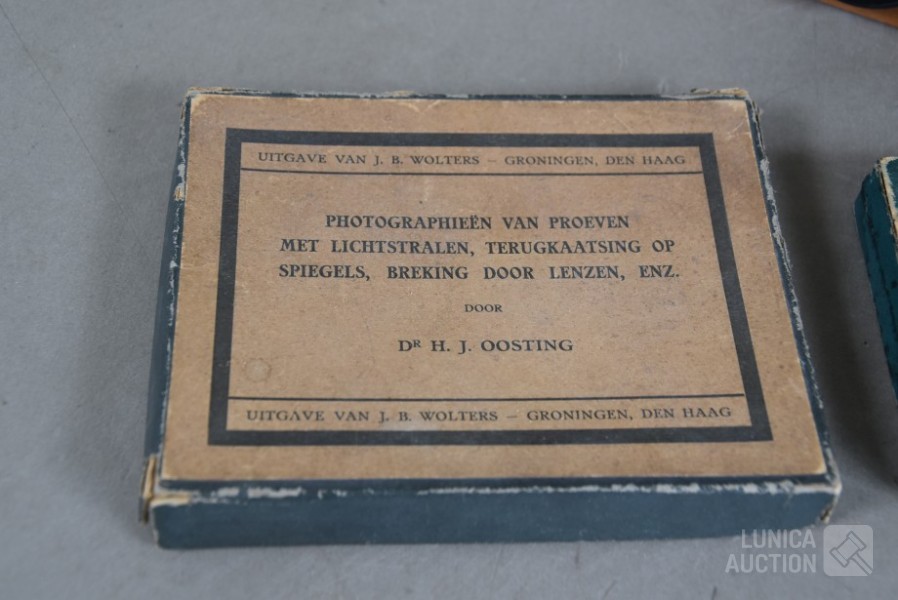 UITGAVE VAN J. B. WOLTERS – GRONINGEN, DEN HAAG
PHOTOGRAPHIEËN VAN PROEVEN
MET LICHTSTRALEN, TERUGKAATSING OP
SPIEGELS, BREKING DOOR LENZEN, ENZ.
DOOR
DR H. J. OOSTING
UITGAVE VAN J. B. WOLTERS – GRONINGEN, DEN HAAG
LUNICA
AUCTION